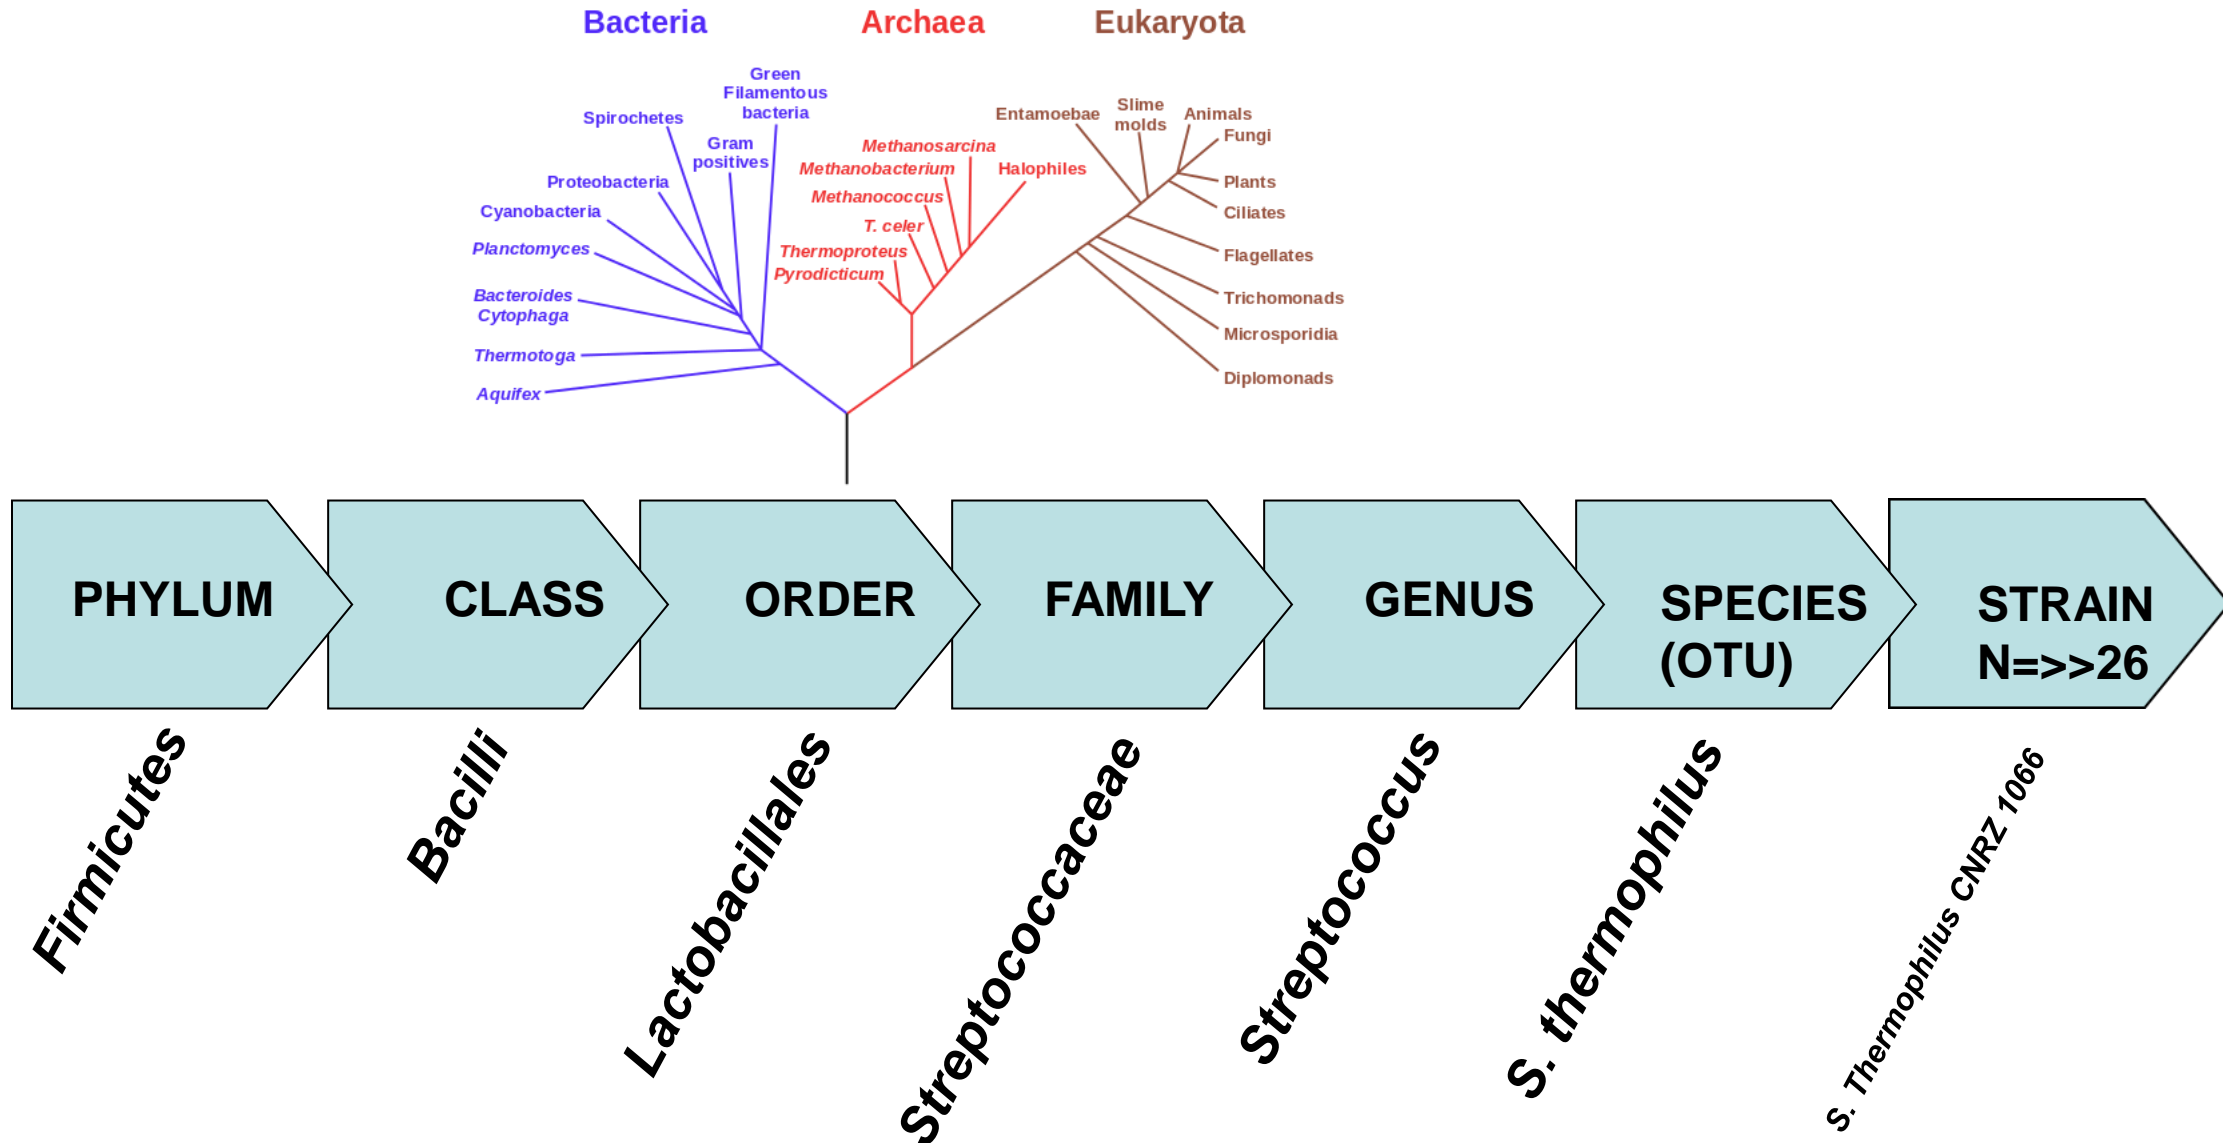 Bacteria
Archaea
Eukaryota
Green
Filamentous
bacteria
Spirochetes
Gram
positives
Proteobacteria
Cyanobacteria
Planctomyces
Bacteroides
Cytophaga
Thermotoga
Aquifex
Methanosarcina
Methanobacterium
Halophiles
Methanococcus
T. celer
Thermoproteus
Pyrodicticum
Entamoebae
Slime
molds
Animals
Fungi
Plants
Ciliates
Flagellates
Trichomonads
Microsporidia
Diplomonads
PHYLUM
CLASS
ORDER
FAMILY
GENUS
SPECIES
(OTU)
STRAIN
N=>>26
Firmicutes
Bacilli
Lactobacillales
Streptococcaceae
Streptococcus
S. thermophilus
S. Thermophilus CNRZ 1066